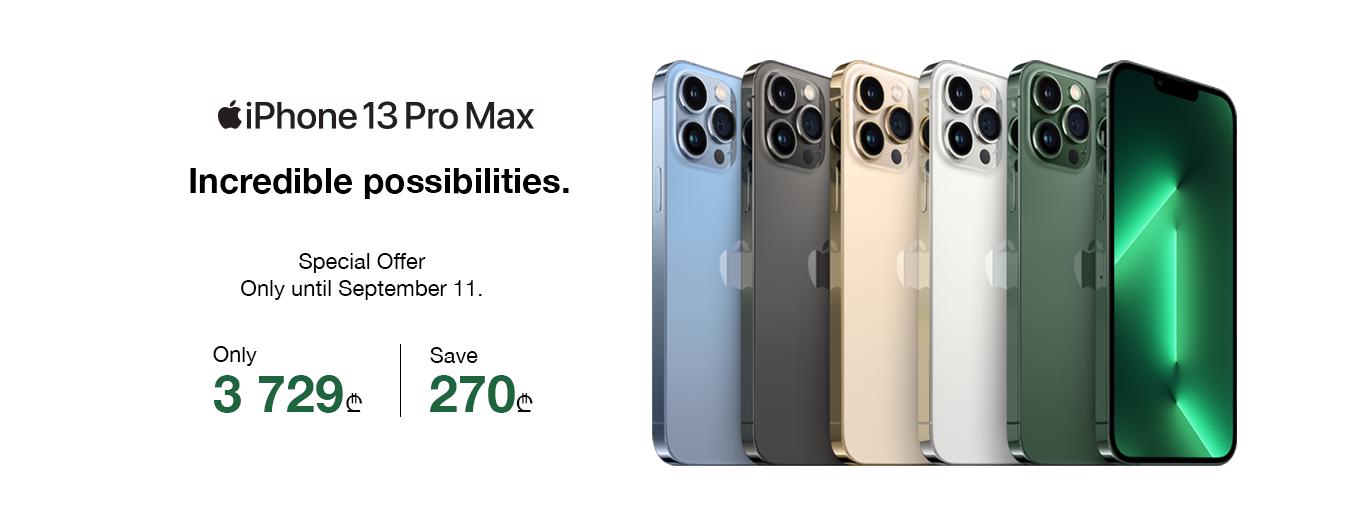 iPhone 13 Pro Max
Incredible possibilities.
Special Offer
Only until September 11.
Only
3 729₾
Save
270₾